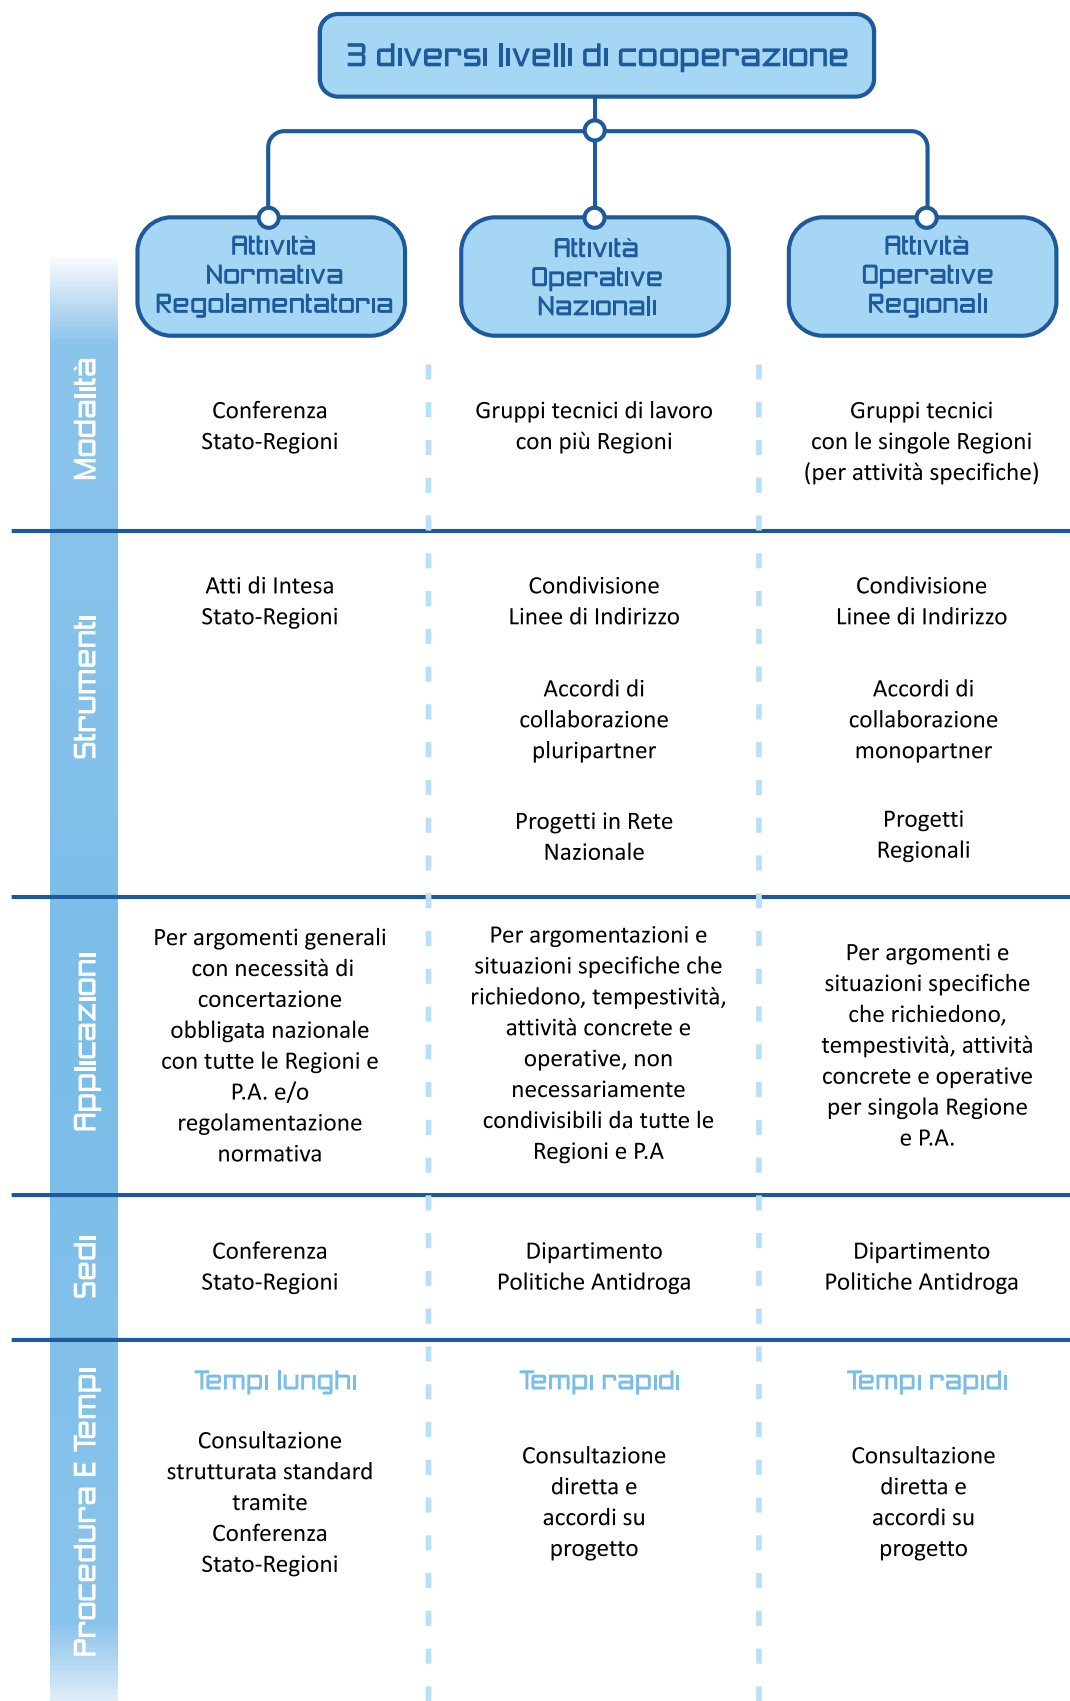 3 diversi livelli di cooperazione
Attività
Normativa
Regolamentatoria
Attività
Operative
Nazionali
Attività
Operative
Regionali
Modalità
Conferenza
Stato-Regioni
Gruppi tecnici di lavoro
con più Regioni
Gruppi tecnici
con le singole Regioni
(per attività specifiche)
Strumenti
Atti di Intesa
Stato-Regioni
Condivisione
Linee di Indirizzo
Accordi di
collaborazione
pluripartner
Progetti in Rete
Nazionale
Condivisione
Linee di Indirizzo
Accordi di
collaborazione
monopartner
Progetti
Regionali
Applicazioni
Per argomenti generali
con necessità di
concertazione
obbligata nazionale
con tutte le Regioni e
P.A. e/o
regolamentazione
normativa
Per argomentazioni e
situazioni specifiche che
richiedono, tempestività,
attività concrete e
operative, non
necessariamente
condivisibili da tutte le
Regioni e P.A
Per argomenti e
situazioni specifiche
che richiedono,
tempestività, attività
concrete e operative
per singola Regione
e P.A.
Sedi
Conferenza
Stato-Regioni
Dipartimento
Politiche Antidroga
Dipartimento
Politiche Antidroga
Procedura E Tempi
Tempi lunghi
Consultazione
strutturata standard
tramite
Conferenza
Stato-Regioni
Tempi rapidi
Consultazione
diretta e
accordi su
progetto
Tempi rapidi
Consultazione
diretta e
accordi su
progetto